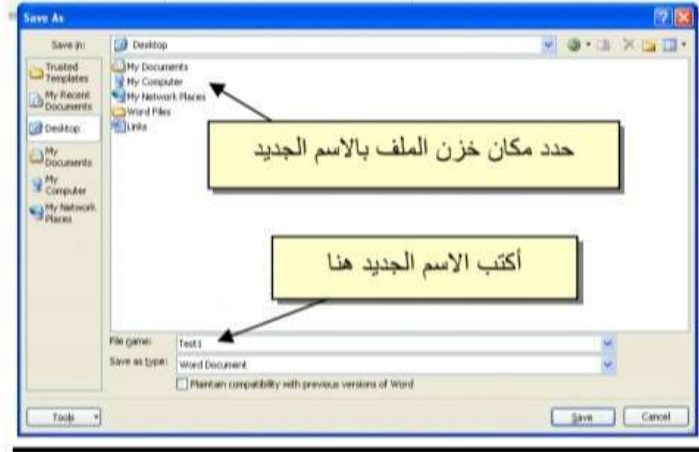 Save As
Save in:
Desktop
Trusted
Templates
My Recent
Documents
Desktop
My
Documents
My
Computer
My Network
Places
My Documents
My Computer
My Network Places
Word Files
Links
حدد مكان خزن الملف بالاسم الجديد
أكتب الاسم الجديد هنا
File name:
Test1
Save as type:
Word Document
Maintain compatibility with previous versions of Word
Tools
Save
Cancel